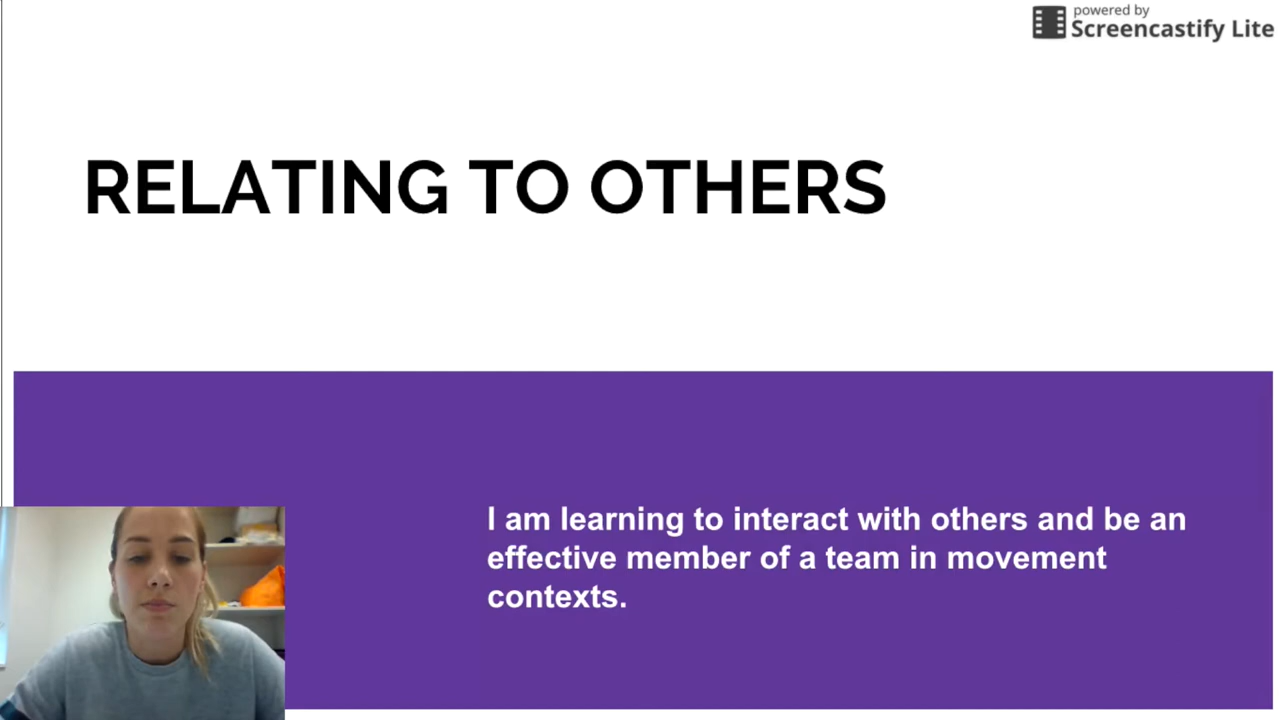 powered by
Screencastify Lite
RELATING TO OTHERS
I am learning to interact with others and be an
effective member of a team in movement
contexts.